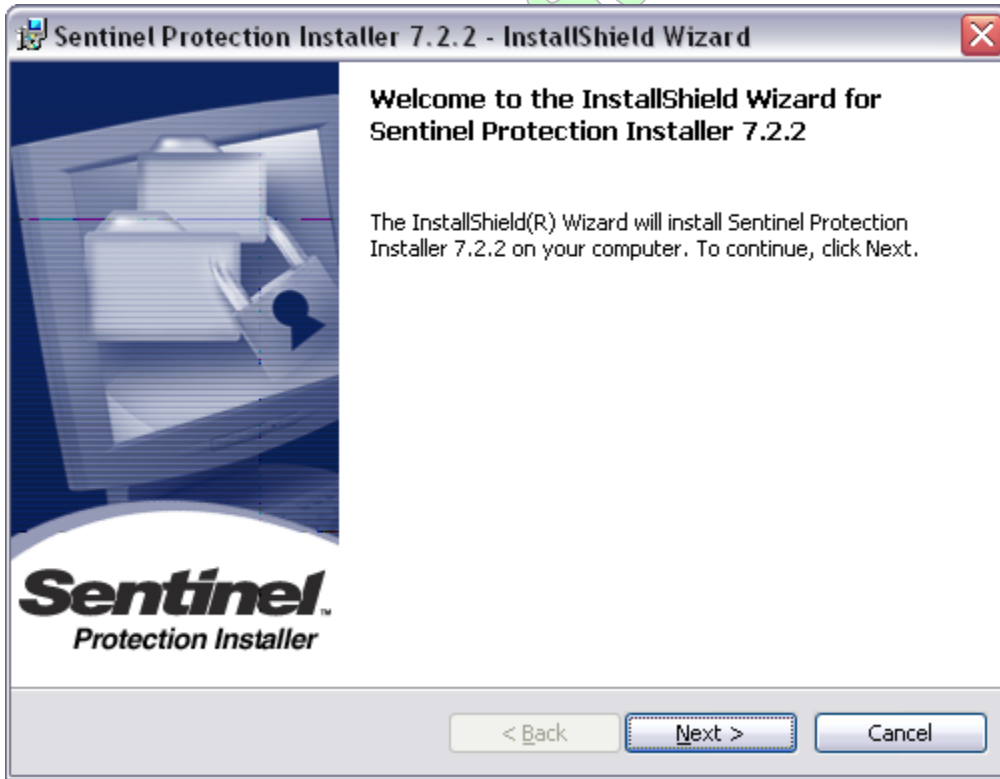 Sentinel Protection Installer 7.2.2 - InstallShield Wizard
Welcome to the InstallShield Wizard for
Sentinel Protection Installer 7.2.2
The InstallShield(R) Wizard will install Sentinel Protection
Installer 7.2.2 on your computer. To continue, click Next.
Sentinel™
Protection Installer
< Back
Next >
Cancel